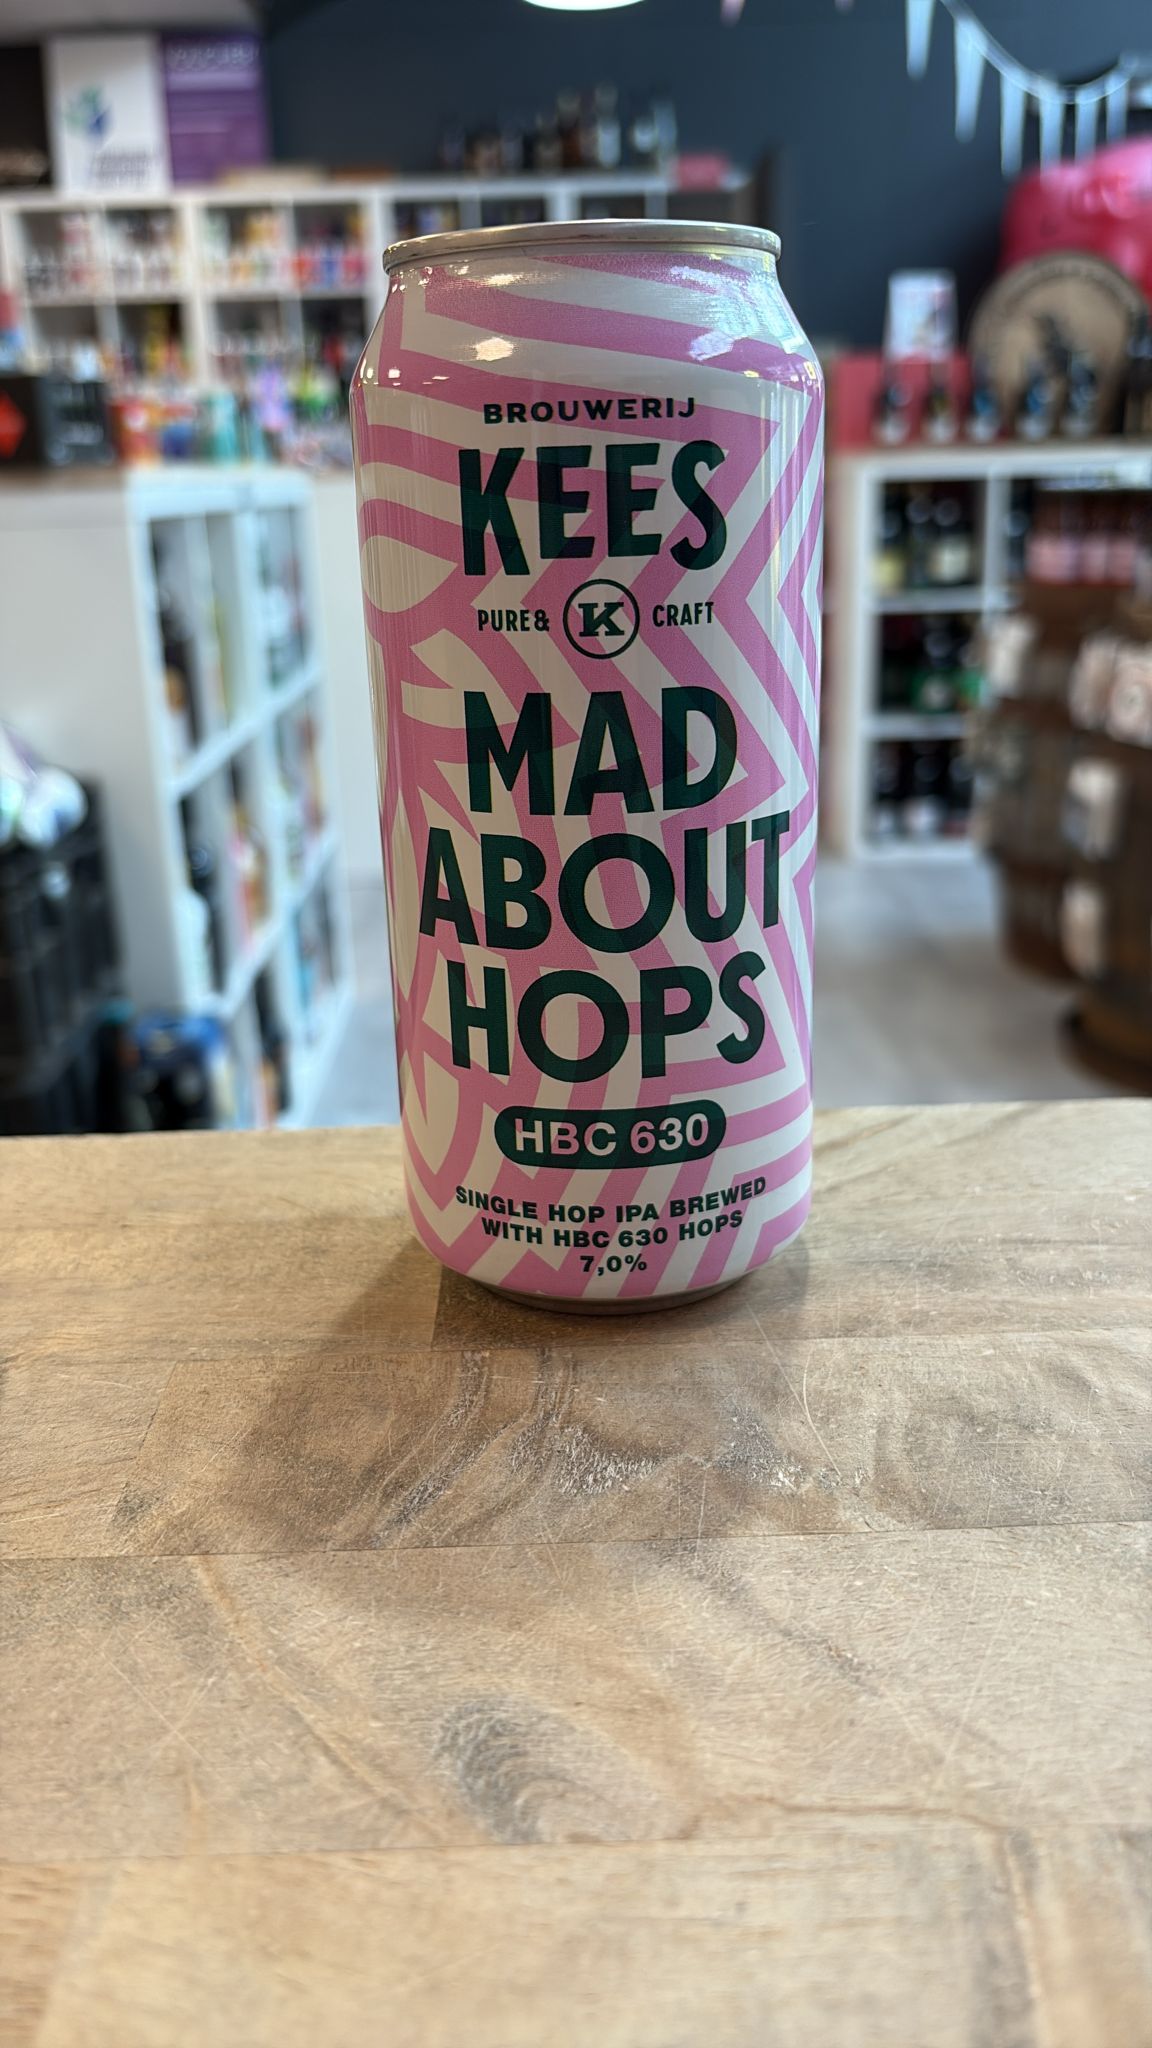 BROUWERIJ
KEES
PURE & K CRAFT
MAD
ABOUT
HOPS
HBC 630
SINGLE HOP IPA BREWED
WITH HBC 630 HOPS
7,0%